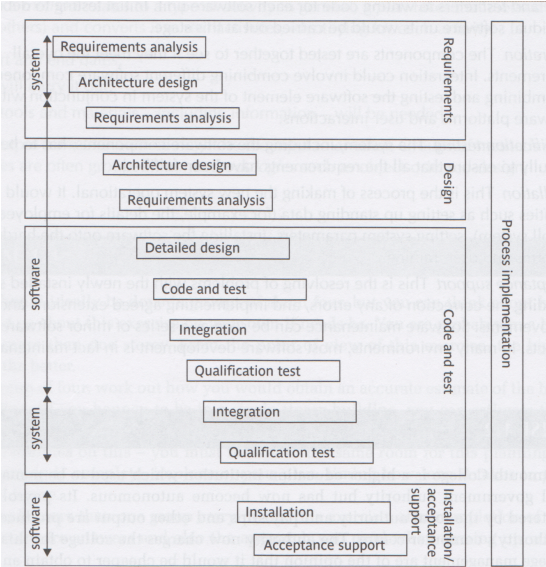 system
Requirements analysis
Architecture design
Requirements analysis
Requirements
software
Architecture design
Requirements analysis
Design
Process implementation
Detailed design
Code and test
Integration
Qualification test
Code and test
system
Integration
Qualification test
software
Installation
Acceptance support
Installation/
acceptance
support